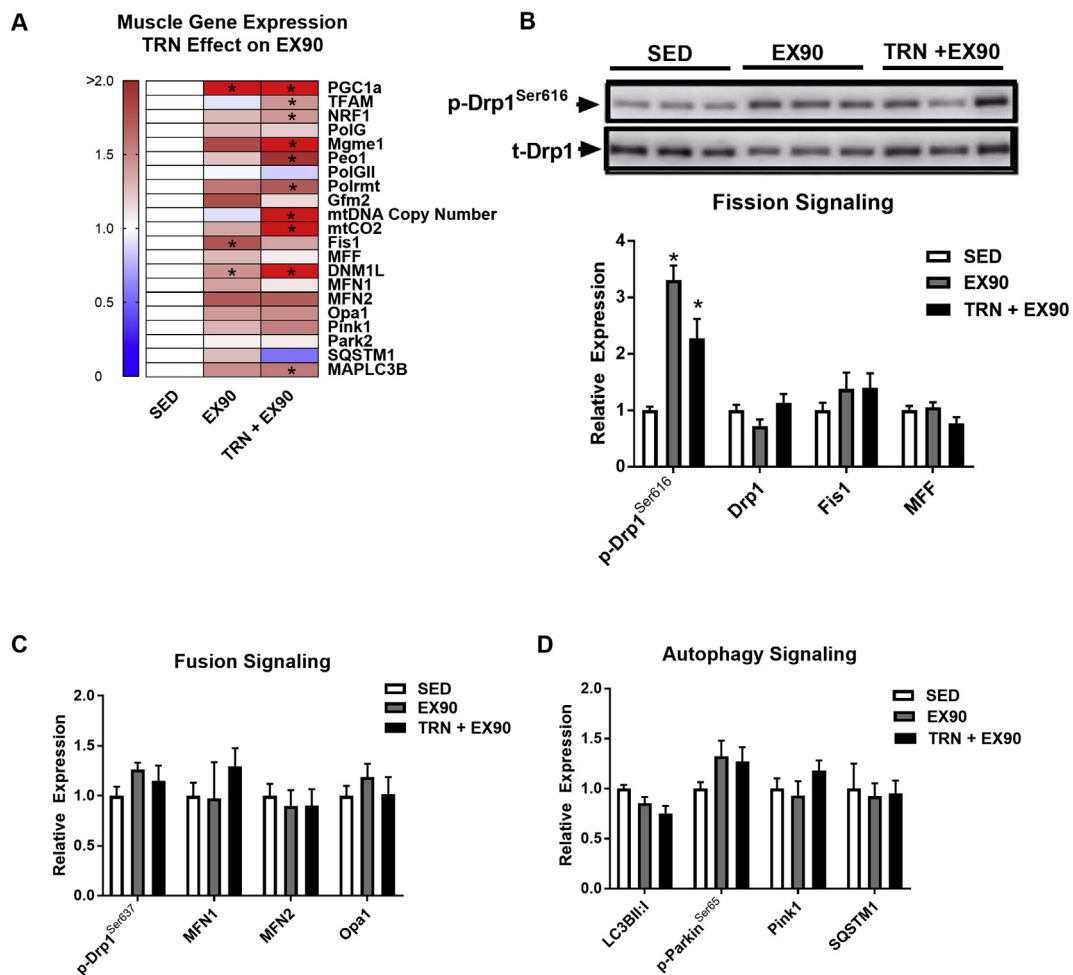 A
Muscle Gene Expression
TRN Effect on EX90
>2.0
1.5
1.0
0.5
0
* * PGC1a
* TFAM
* NRF1
PolG
* Mgme1
* Peo1
PolGII
* Polrmt
Gfm2
* mtDNA Copy Number
* mtCO2
* Fis1
MFF
* * DNM1L
MFN1
MFN2
Opa1
Pink1
Park2
SQSTM1
* MAPLC3B
SED
EX90
TRN + EX90
B
SED EX90 TRN +EX90
p-Drp1Ser616
t-Drp1
Fission Signaling
SED
EX90
TRN + EX90
Relative Expression
4
3
2
1
0
*
*
p-Drp1Ser616
Drp1
Fis1
MFF
C
Fusion Signaling
SED
EX90
TRN + EX90
Relative Expression
2.0
1.5
1.0
0.5
0.0
p-Drp1Ser637
MFN1
MFN2
Opa1
D
Autophagy Signaling
SED
EX90
TRN + EX90
Relative Expression
2.0
1.5
1.0
0.5
0.0
LC3BII:I
p-ParkinSer65
Pink1
SQSTM1